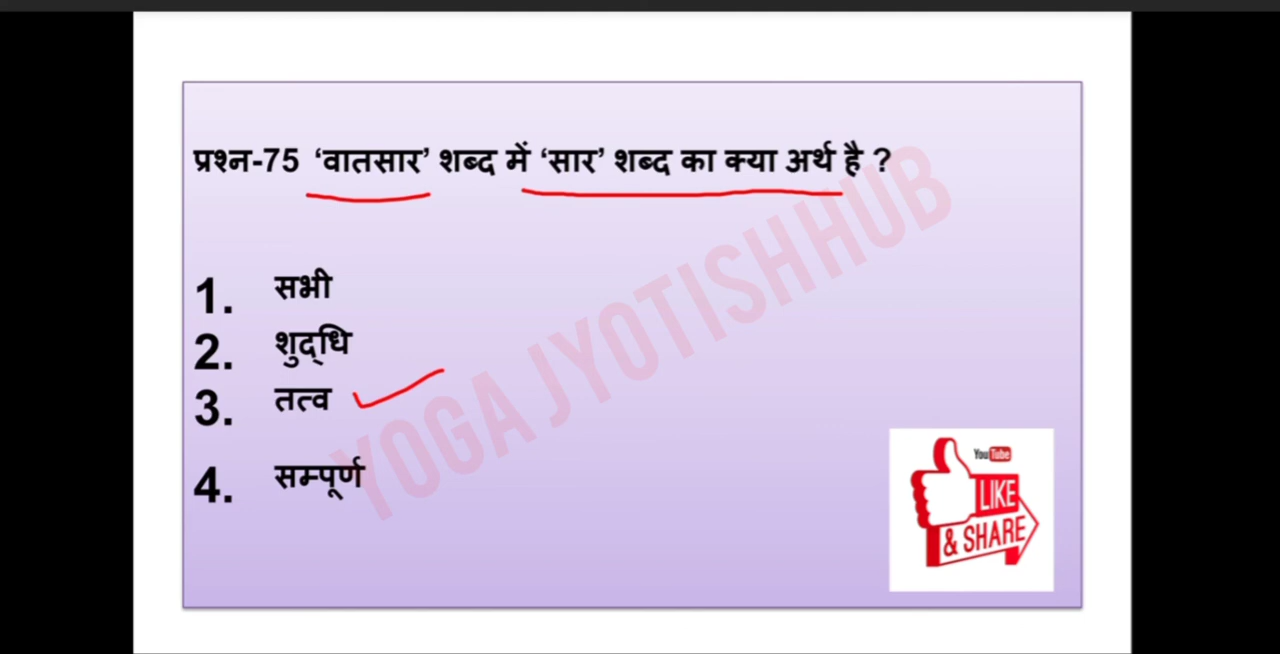 प्रश्न-75 ‘वातसार’ शब्द में ‘सार’ शब्द का क्या अर्थ है ?
1. सभी
2. शुद्‌धि
3. तत्व
4. सम्पूर्ण
YOGA JYOTISHHUB
YouTube
LIKE
& SHARE